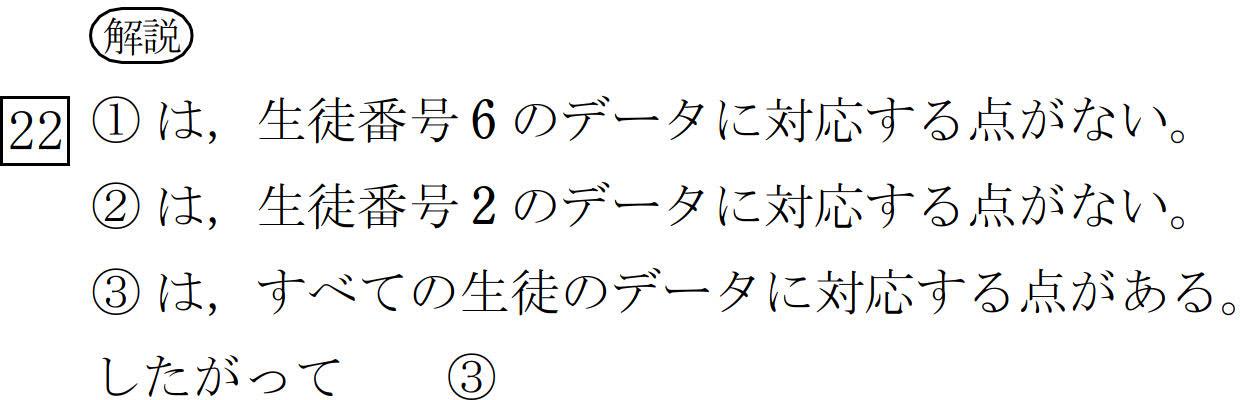 解説
22 ① は，生徒番号 6 のデータに対応する点がない。
② は，生徒番号 2 のデータに対応する点がない。
③ は，すべての生徒のデータに対応する点がある。
したがって ③